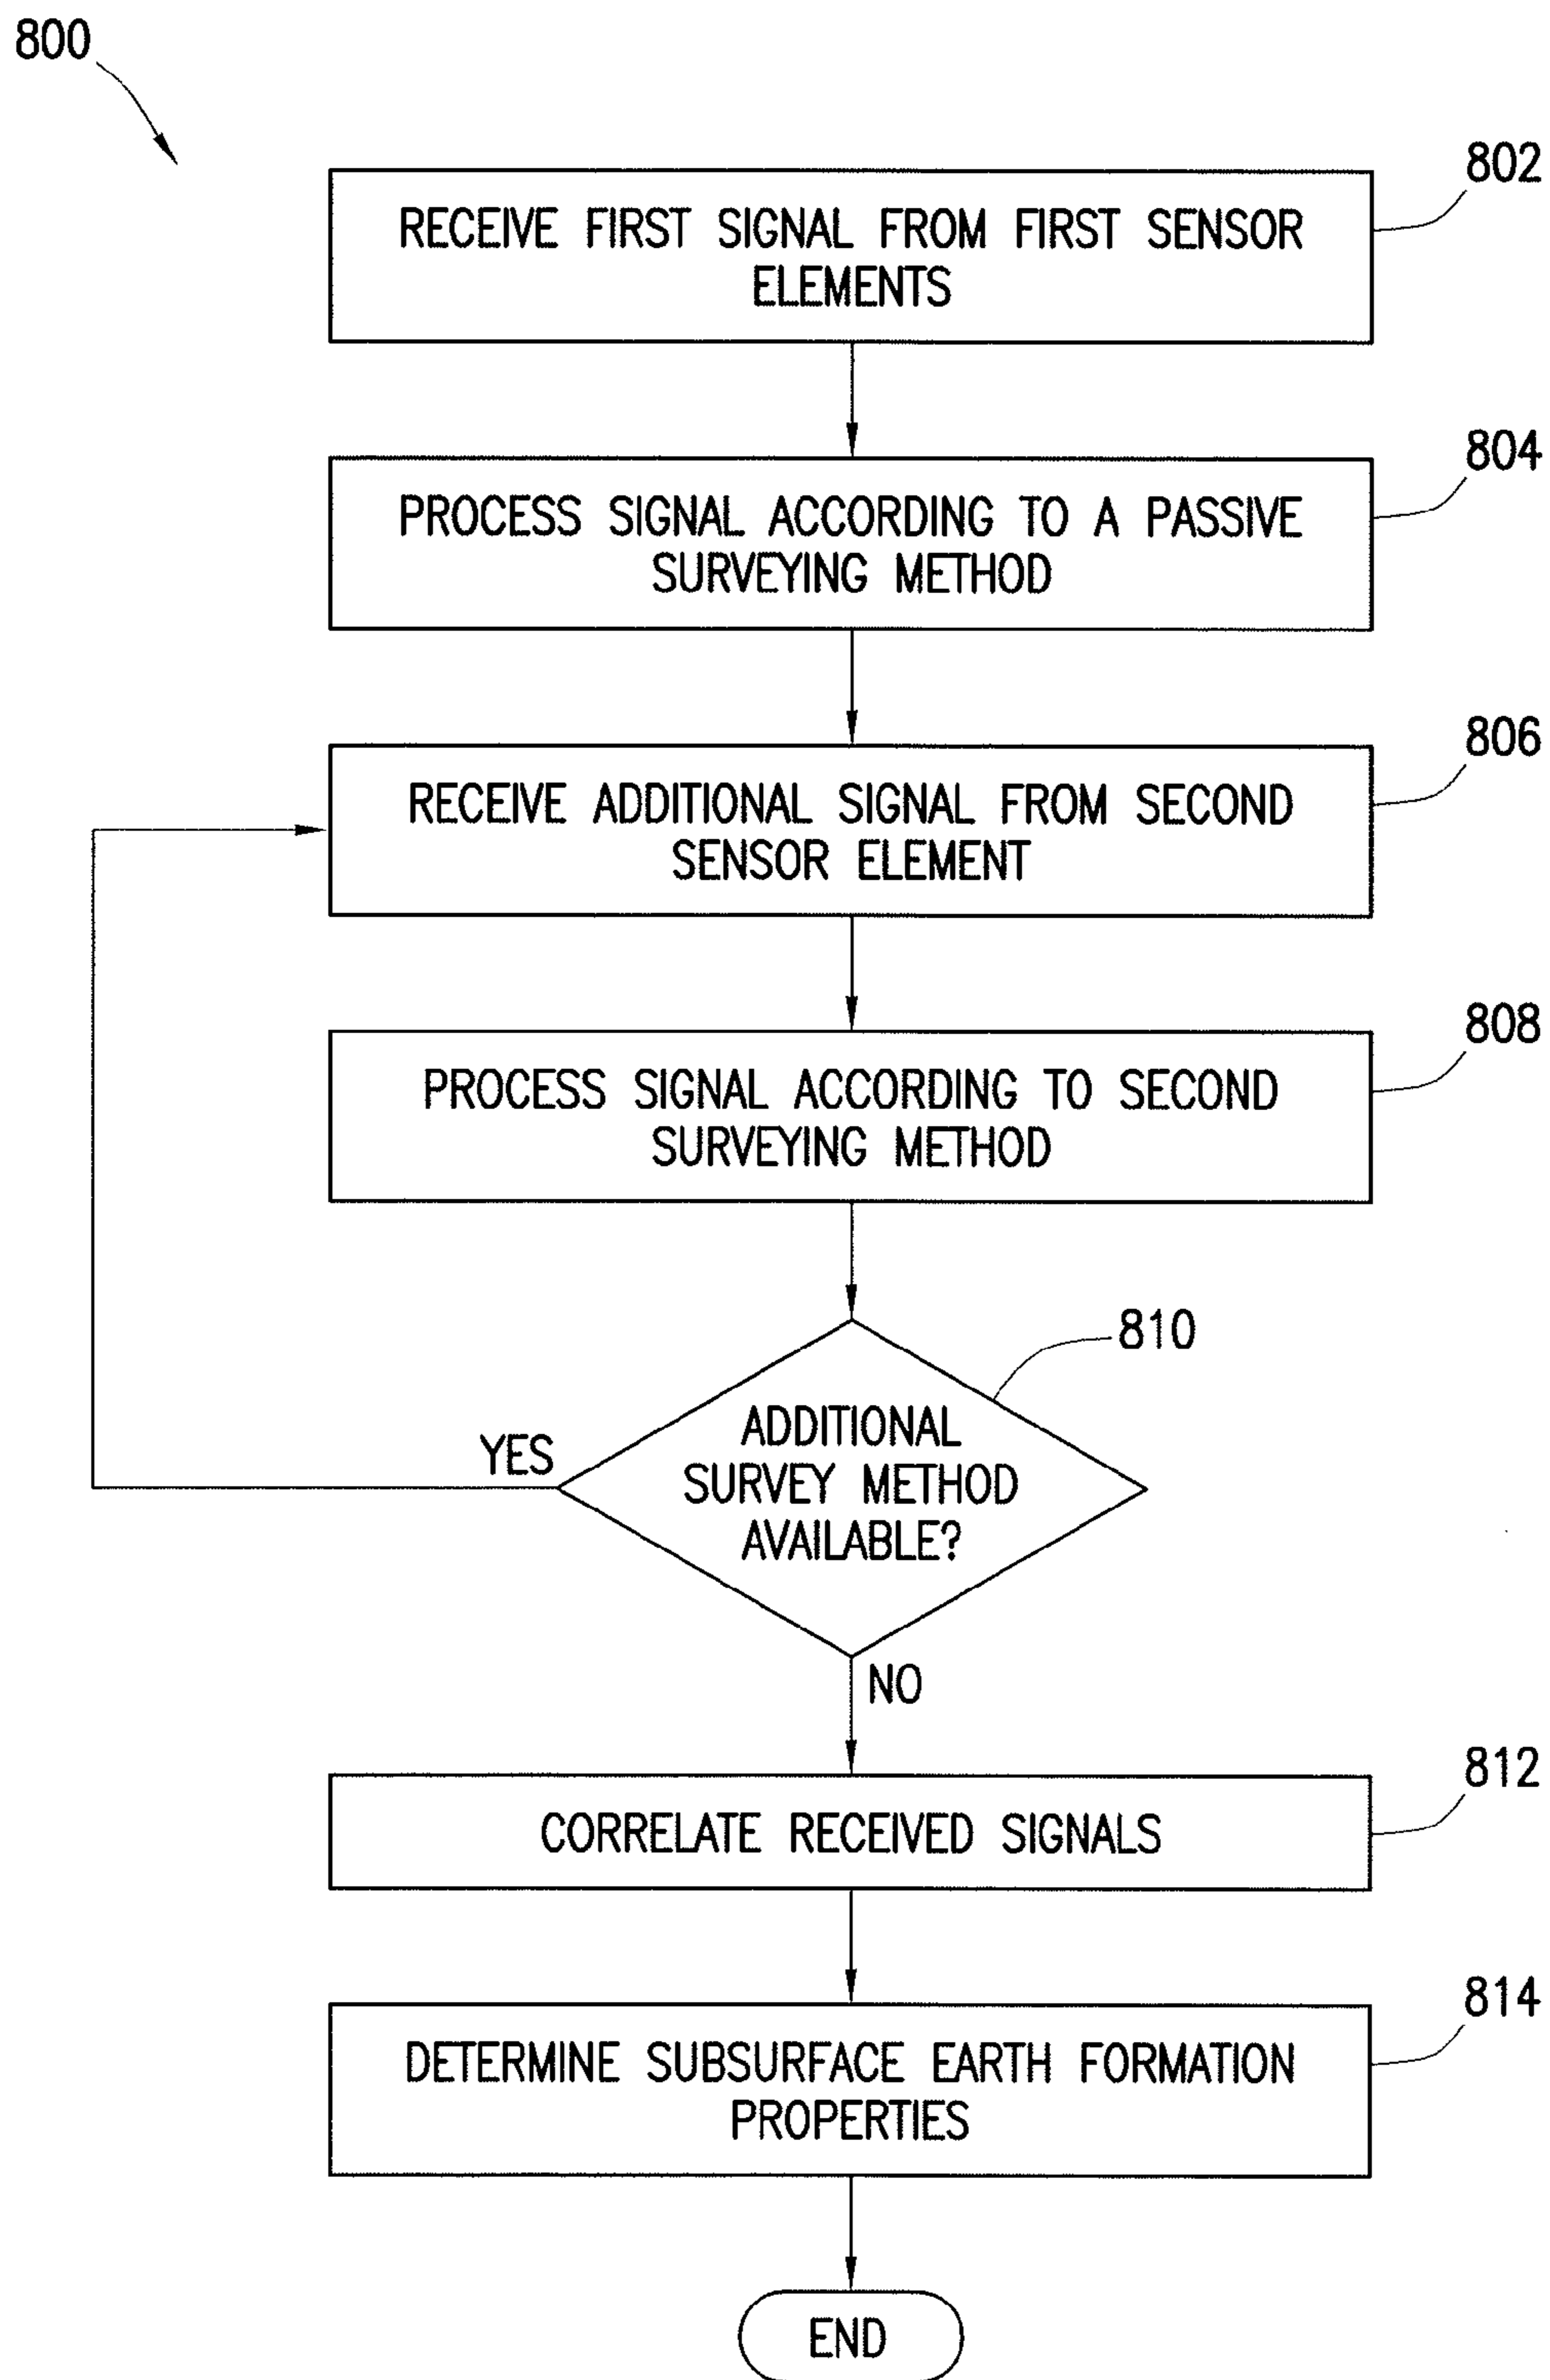 800
802
RECEIVE FIRST SIGNAL FROM FIRST SENSOR
ELEMENTS
804
PROCESS SIGNAL ACCORDING TO A PASSIVE
SURVEYING METHOD
806
RECEIVE ADDITIONAL SIGNAL FROM SECOND
SENSOR ELEMENT
808
PROCESS SIGNAL ACCORDING TO SECOND
SURVEYING METHOD
810
ADDITIONAL
SURVEY METHOD
AVAILABLE?
YES
NO
812
CORRELATE RECEIVED SIGNALS
814
DETERMINE SUBSURFACE EARTH FORMATION
PROPERTIES
END